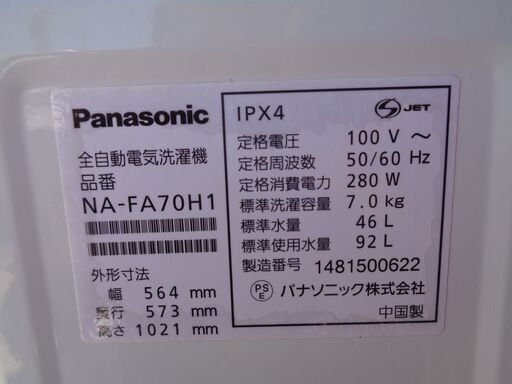 Panasonic
全自動電気洗濯機
品番
NA-FA70H1
外形寸法
幅 564 mm
奥行 573 mm
高さ 1021 mm
IPX4
S JET
定格電圧 100 V ～
定格周波数 50/60 Hz
定格消費電力 280 W
標準洗濯容量 7.0 kg
標準水量 46 L
標準使用水量 92 L
製造番号 1481500622
PS
E パナソニック株式会社
中国製